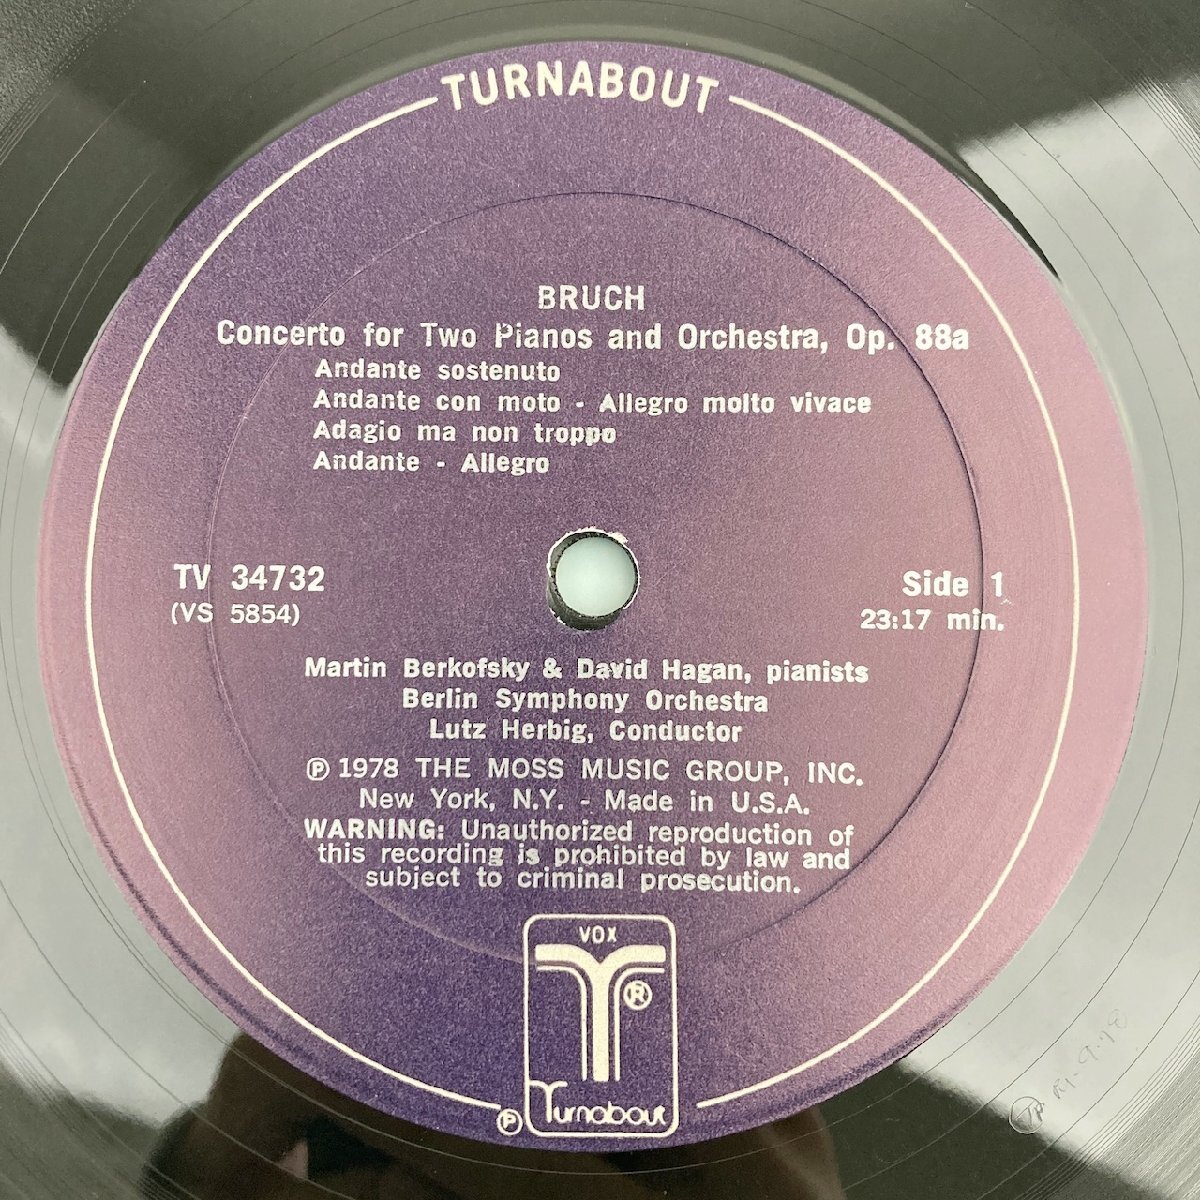 TURNABOUT
BRUCH
Concerto for Two Pianos and Orchestra, Op. 88a
Andante sostenuto
Andante con moto - Allegro molto vivace
Adagio ma non troppo
Andante - Allegro
TV 34732
(VS 5854)
Side 1
23:17 min.
Martin Berkofsky & David Hagan, pianists
Berlin Symphony Orchestra
Lutz Herbig, Conductor
℗ 1978 THE MOSS MUSIC GROUP, INC.
New York, N.Y. - Made in U.S.A.
WARNING: Unauthorized reproduction of
this recording is prohibited by law and
subject to criminal prosecution.
VOX
®
Turnabout
℗